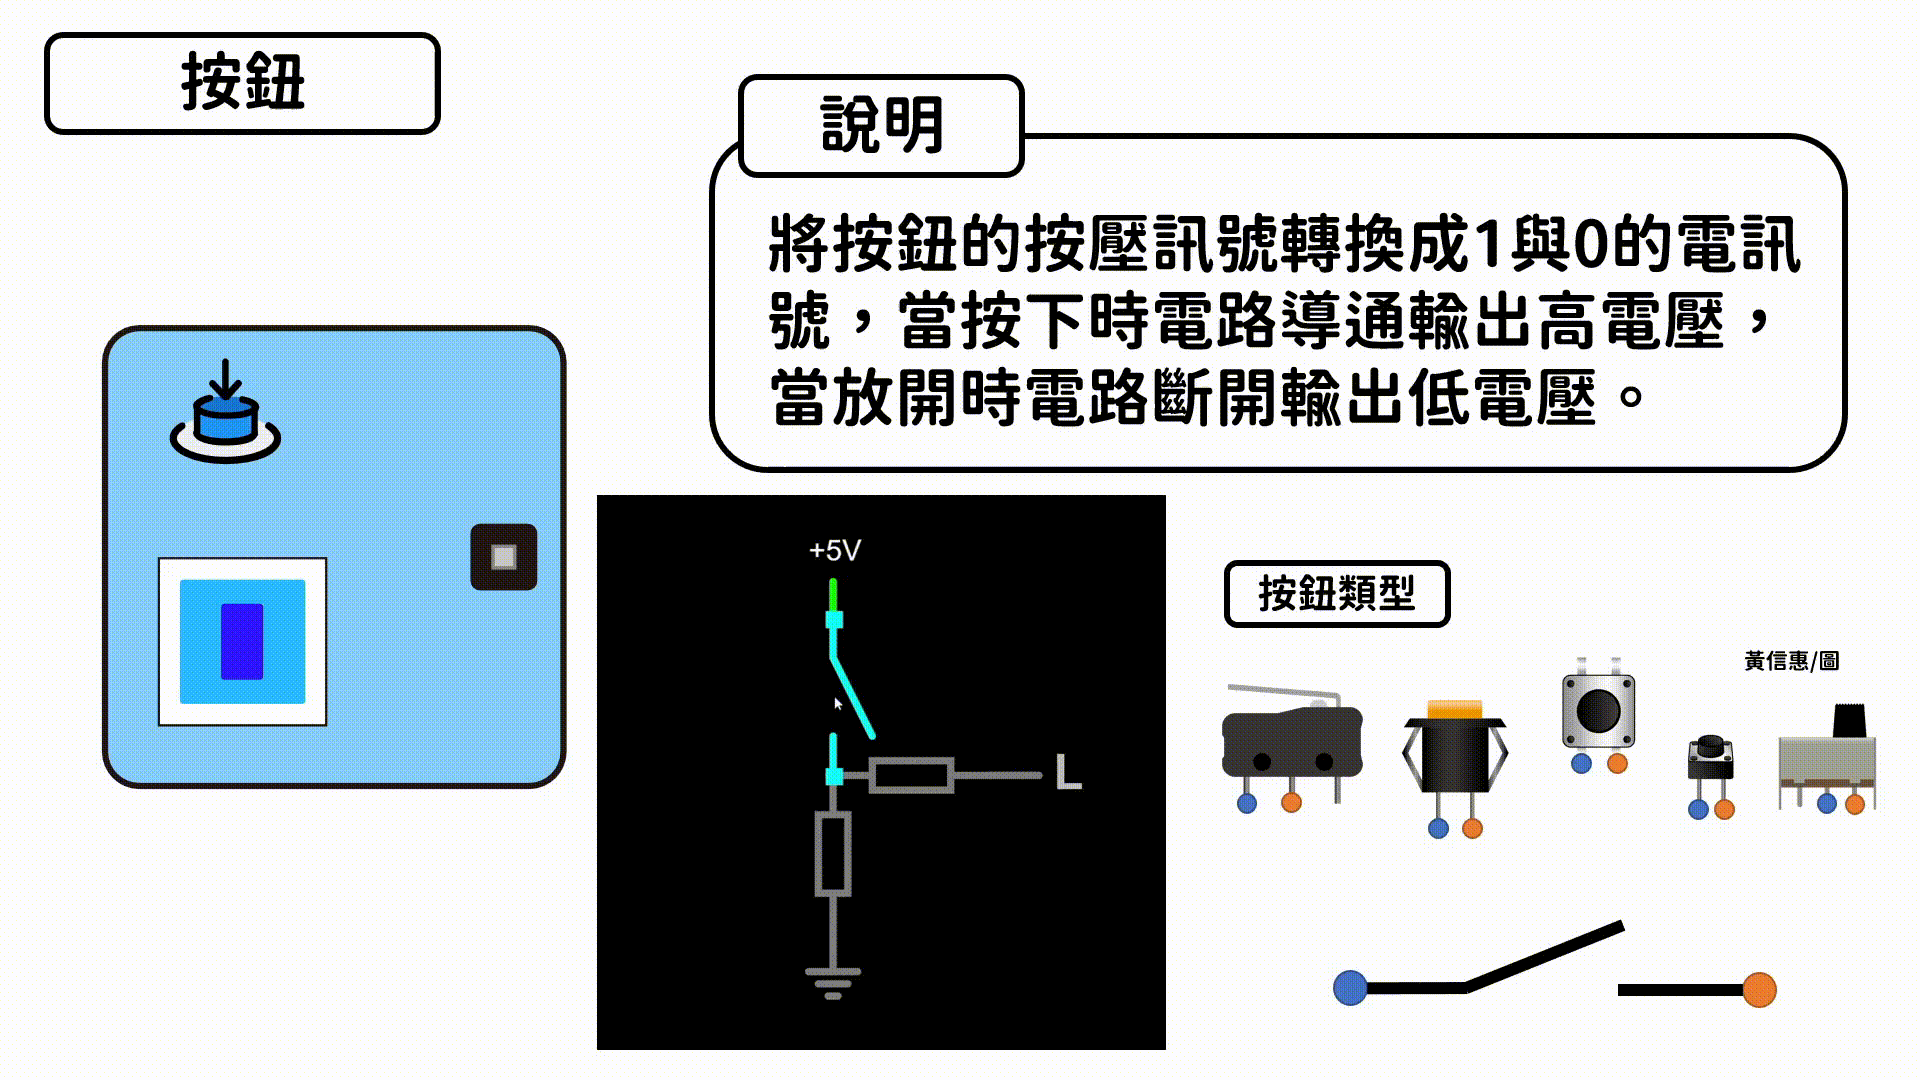 按鈕
說明
將按鈕的按壓訊號轉換成1與0的電訊
號，當按下時電路導通輸出高電壓，
當放開時電路斷開輸出低電壓。
+5V
L
按鈕類型
黃信惠/圖